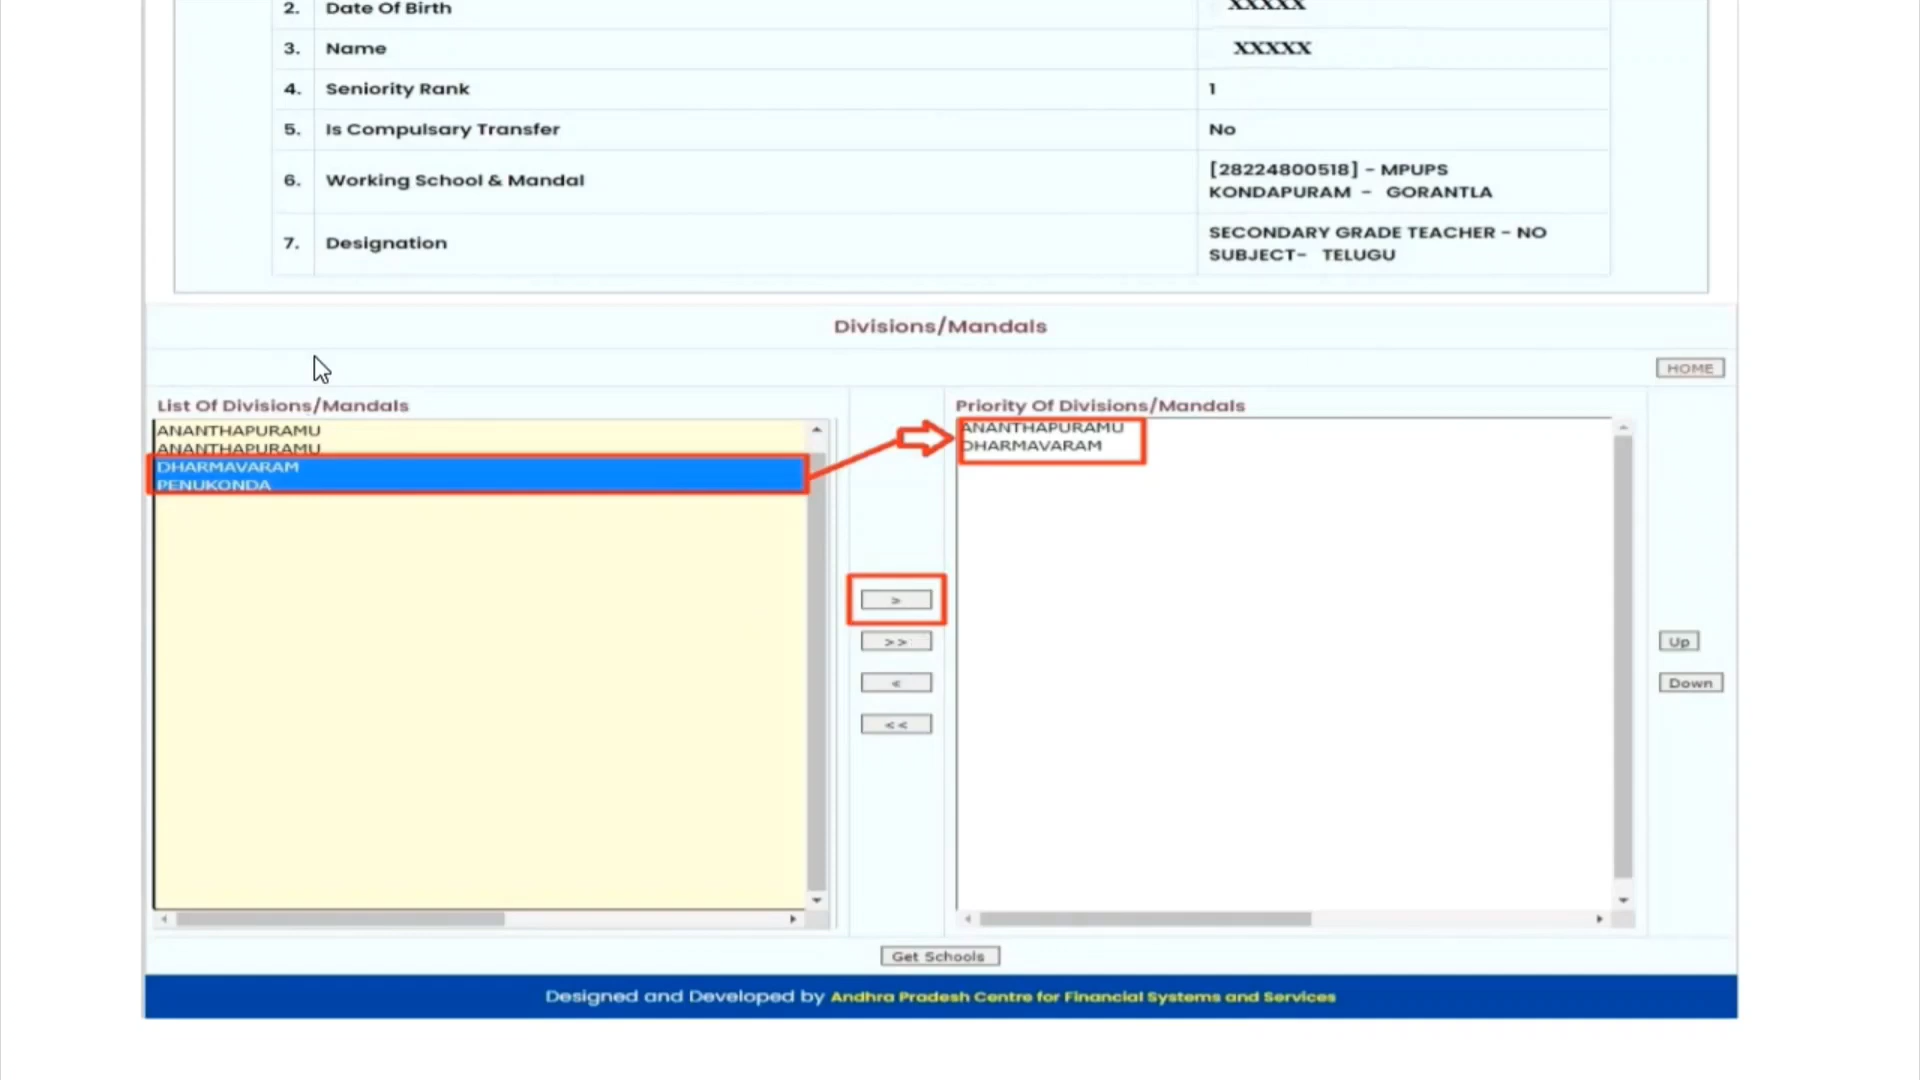 2. Date Of Birth XXXXX
3. Name XXXXX
4. Seniority Rank 1
5. Is Compulsary Transfer No
6. Working School & Mandal [28224800518] - MPUPS
KONDAPURAM - GORANTLA
7. Designation SECONDARY GRADE TEACHER - NO
SUBJECT- TELUGU
Divisions/Mandals
HOME
List Of Divisions/Mandals
ANANTHAPURAMU
ANANTHAPURAMU
DHARMAVARAM
PENUKONDA
>
>>
<
<<
Priority Of Divisions/Mandals
ANANTHAPURAMU
DHARMAVARAM
Up
Down
Get Schools
Designed and Developed by Andhra Pradesh Centre for Financial Systems and Services